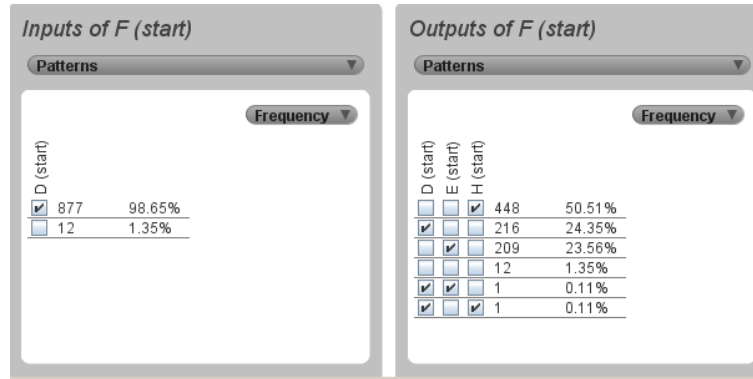 Inputs of F (start)
Patterns
Frequency
D (start)
877 98.65%
12 1.35%
Outputs of F (start)
Patterns
Frequency
D (start)
E (start)
H (start)
448 50.51%
216 24.35%
209 23.56%
12 1.35%
1 0.11%
1 0.11%